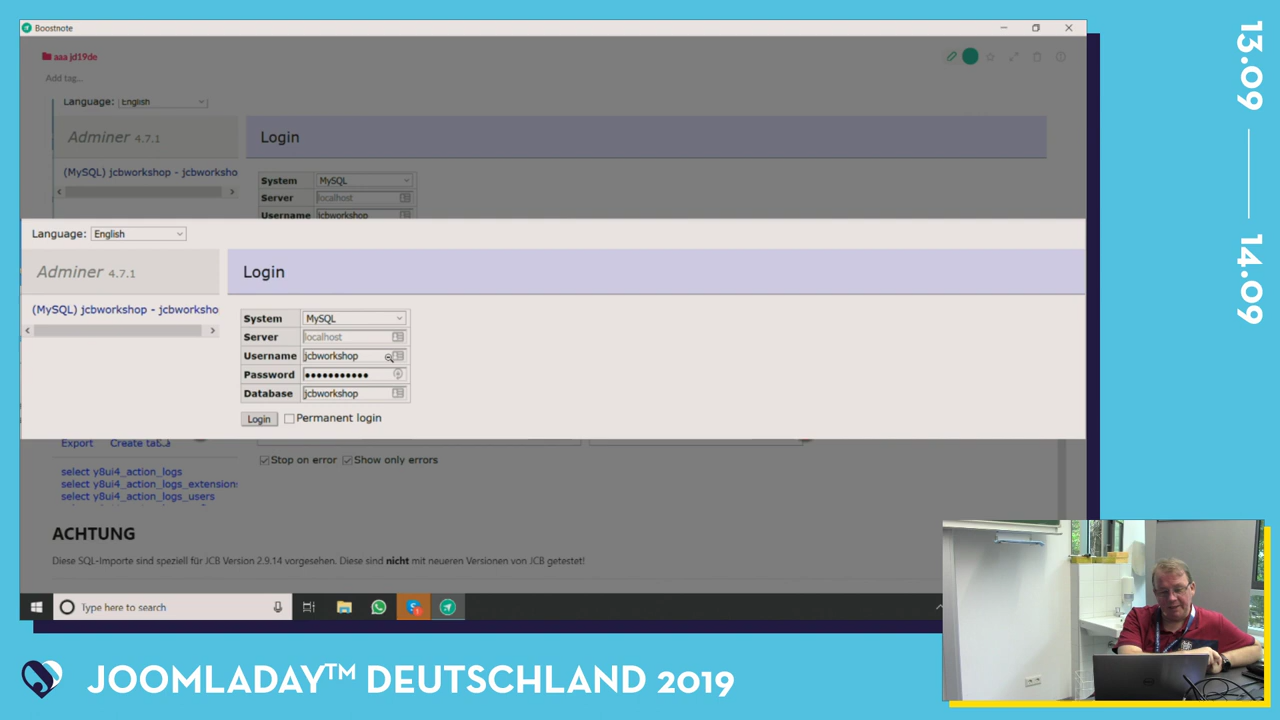 Boostnote
aaa jd19de
Add tag...
Language: English
Adminer 4.7.1
Login
(MySQL) jcbworkshop - jcbworksho
System MySQL
Server localhost
Username jcbworkshop
Language: English
Adminer 4.7.1
Login
(MySQL) jcbworkshop - jcbworksho
System MySQL
Server localhost
Username jcbworkshop
Password •••••••••••
Database jcbworkshop
Login Permanent login
Export
Stop on error Show only errors
select y8ui4_action_logs
select y8ui4_action_logs_extensions
select y8ui4_action_logs_users
ACHTUNG
Diese SQL-Importe sind speziell für JCB Version 2.9.14 vorgesehen. Diese sind nicht mit neueren Versionen von JCB getestet!
Type here to search
13.09
14.09
JOOMLADAY™ DEUTSCHLAND 2019